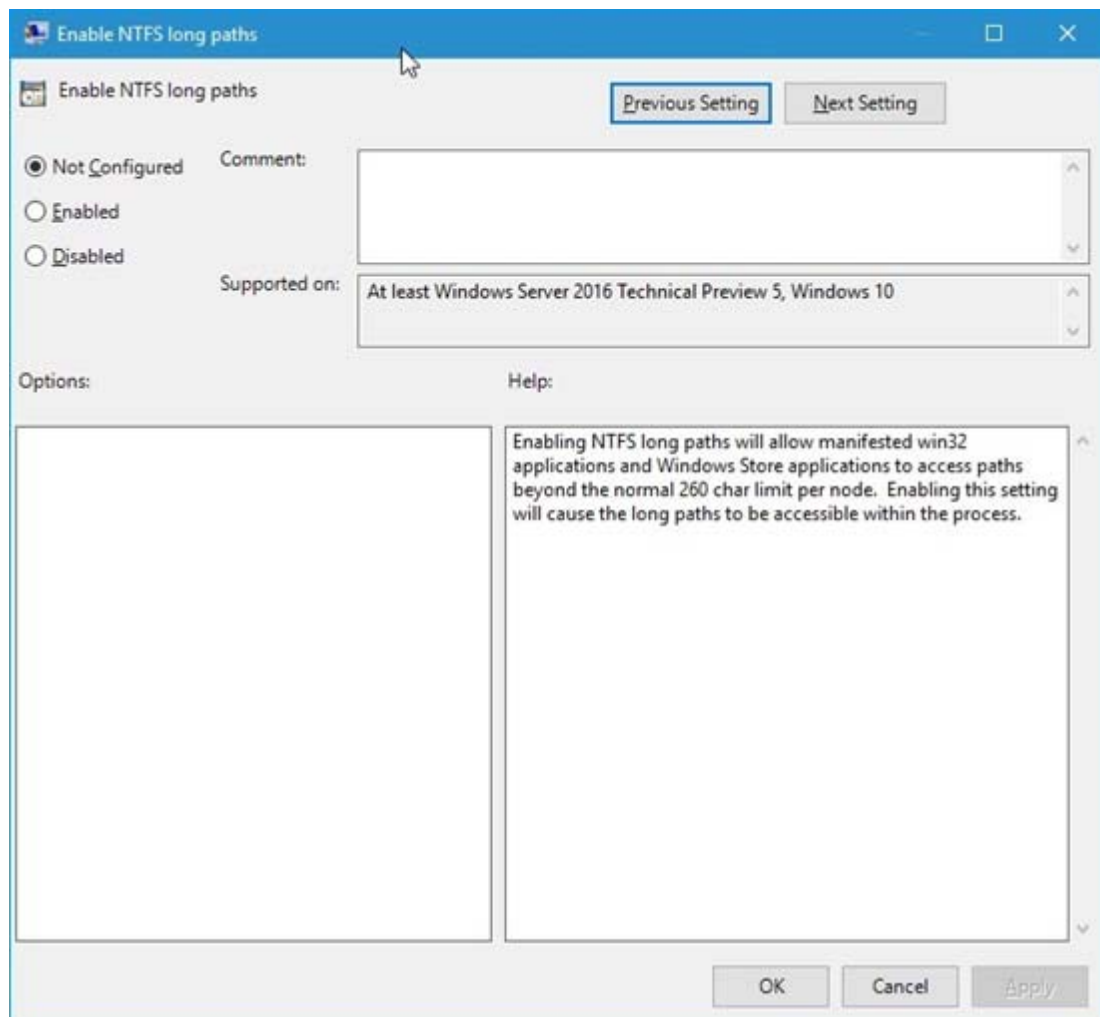 Enable NTFS long paths
Enable NTFS long paths
Previous Setting
Next Setting
Not Configured
Comment:
Enabled
Disabled
Supported on:
At least Windows Server 2016 Technical Preview 5, Windows 10
Options:
Help:
Enabling NTFS long paths will allow manifested win32
applications and Windows Store applications to access paths
beyond the normal 260 char limit per node.  Enabling this setting
will cause the long paths to be accessible within the process.
OK
Cancel
Apply